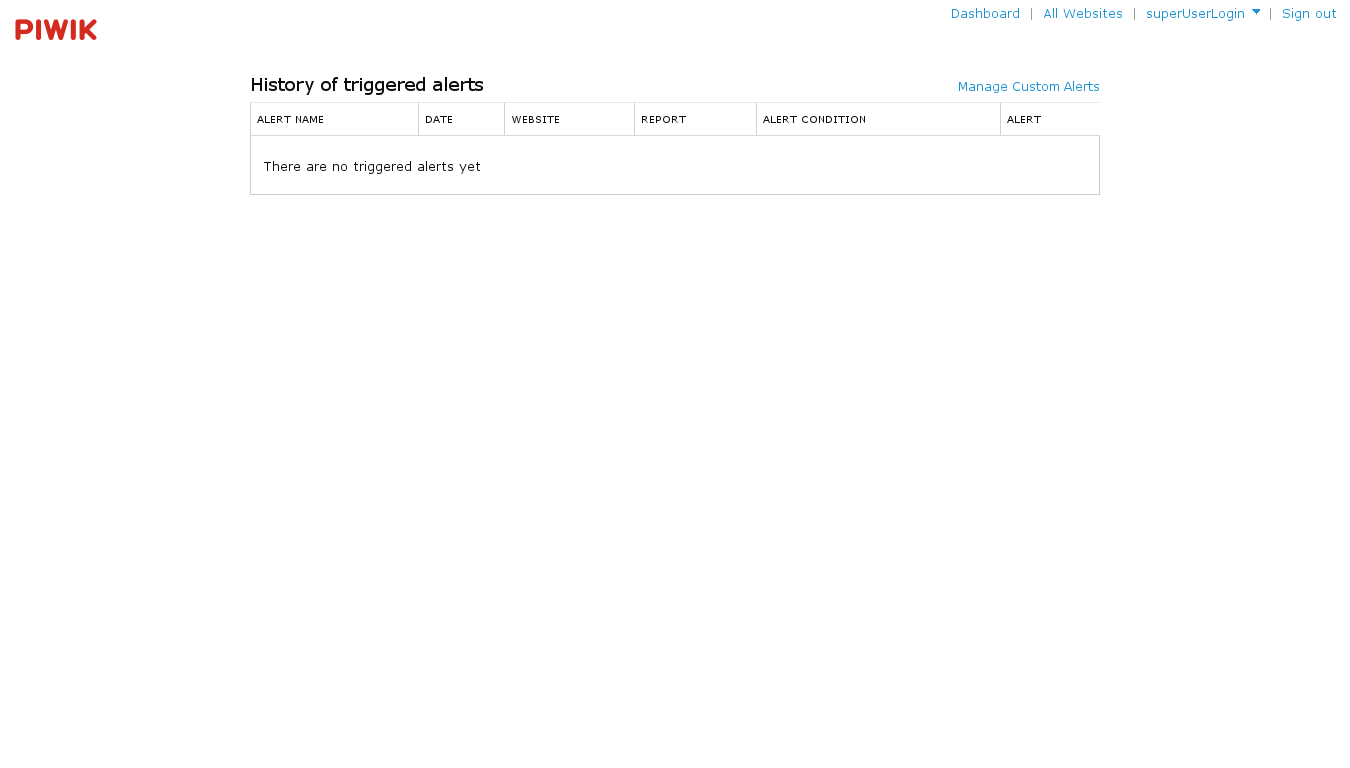 PIWIK
Dashboard | All Websites | superUserLogin | Sign out
History of triggered alerts
Manage Custom Alerts
ALERT NAME DATE WEBSITE REPORT ALERT CONDITION ALERT
There are no triggered alerts yet